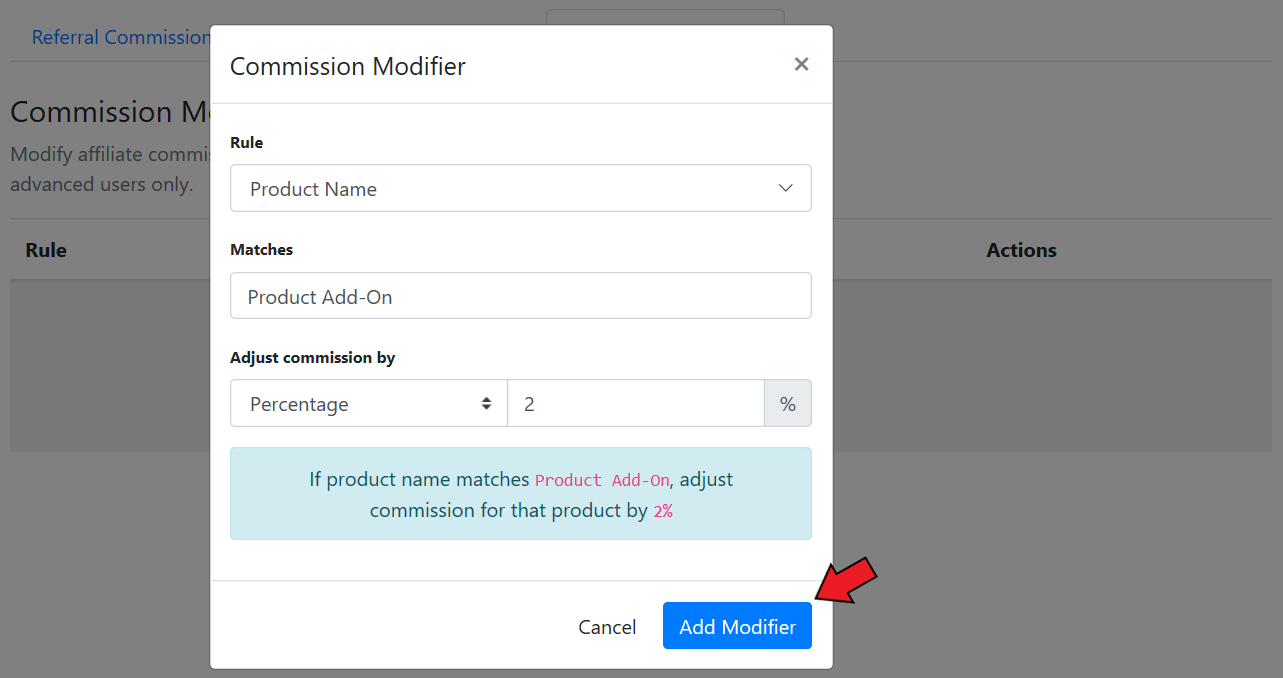 Referral Commission
Commission Modifier
×
Commission M
Modify affiliate commis
advanced users only.
Rule
Product Name
Rule
Actions
Matches
Product Add-On
Adjust commission by
Percentage
2
%
If product name matches Product Add-On, adjust
commission for that product by 2%
Cancel
Add Modifier